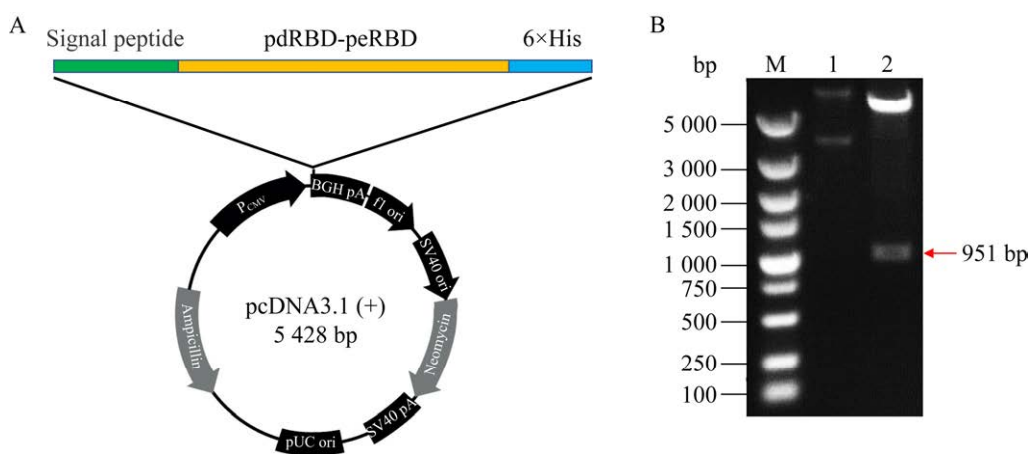 A
Signal peptide pdRBD-peRBD 6×His
PCMV
BGH pA
f1 ori
SV40 ori
Neomycin
SV40 pA
pUC ori
Ampicillin
pcDNA3.1 (+)
5 428 bp
B
bp M 1 2
5 000
3 000
2 000
1 500
1 000
750
500
250
100
951 bp